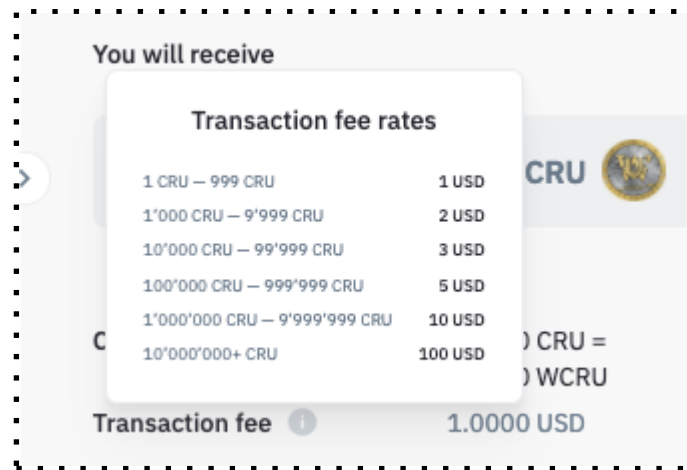 You will receive
Transaction fee rates
1 CRU — 999 CRU 1 USD
1'000 CRU — 9'999 CRU 2 USD
10'000 CRU — 99'999 CRU 3 USD
100'000 CRU — 999'999 CRU 5 USD
1'000'000 CRU — 9'999'999 CRU 10 USD
10'000'000+ CRU 100 USD
CRU
CRU =
WCRU
Transaction fee 1.0000 USD